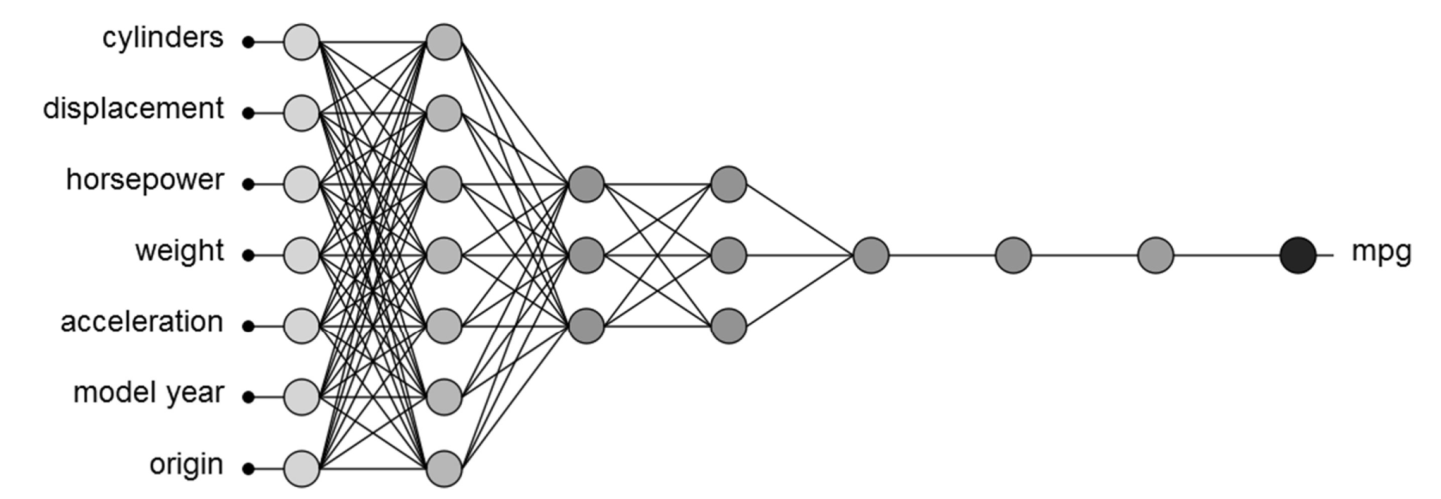 cylinders
displacement
horsepower
weight
acceleration
model year
origin
mpg